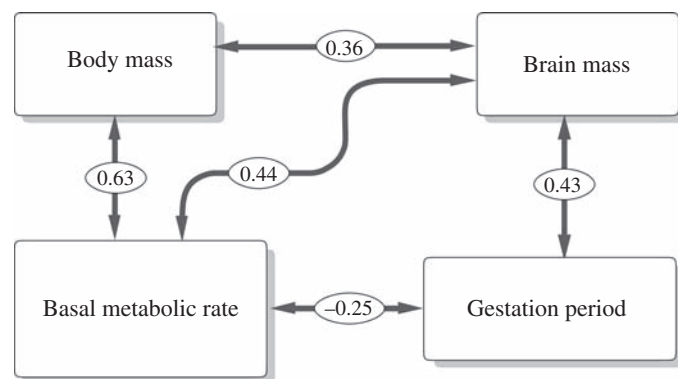 Body mass
0.36
Brain mass
0.63
0.44
0.43
Basal metabolic rate
–0.25
Gestation period